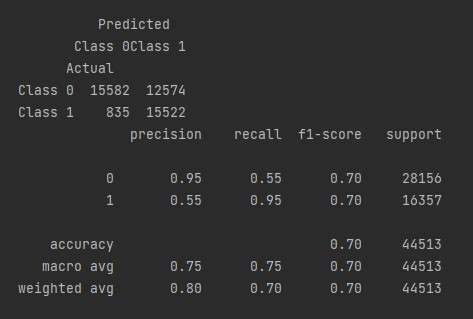 Predicted
Class 0Class 1
Actual
Class 0 15582 12574
Class 1 835 15522
precision recall f1-score support
0 0.95 0.55 0.70 28156
1 0.55 0.95 0.70 16357
accuracy 0.70 44513
macro avg 0.75 0.75 0.70 44513
weighted avg 0.80 0.70 0.70 44513